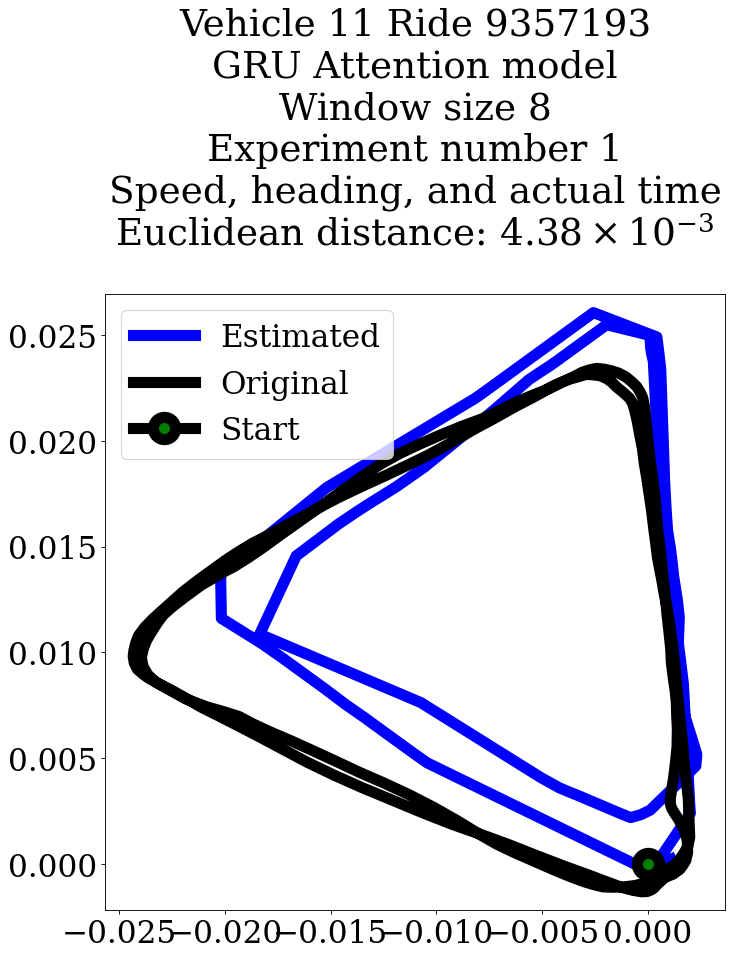 Vehicle 11 Ride 9357193
GRU Attention model
Window size 8
Experiment number 1
Speed, heading, and actual time
Euclidean distance: 4.38 × 10⁻³
Estimated
Original
Start
0.025
0.020
0.015
0.010
0.005
0.000
−0.025 −0.020 −0.015 −0.010 −0.005 0.000